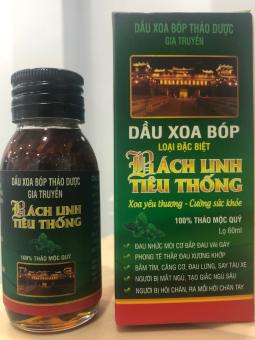 DẦU XOA BÓP THẢO DƯỢC
GIA TRUYỀN
BÁCH LINH
TIÊU THỐNG
100% THẢO MỘC QUÝ
DẦU XOA BÓP THẢO DƯỢC
GIA TRUYỀN
DẦU XOA BÓP
LOẠI ĐẶC BIỆT
BÁCH LINH
TIÊU THỐNG
Xoa yêu thương - Cường sức khỏe
100% THẢO MỘC QUÝ
Lọ 60ml
ĐAU NHỨC MỎI CƠ BẮP, ĐAU VAI GÁY
PHONG TÊ THẤP, ĐAU XƯƠNG KHỚP
BẦM TÍM, CĂNG CƠ, ĐAU LƯNG, SAY TÀU XE
NGƯỜI BỊ MẤT NGỦ, TẠO GIẤC NGỦ SÂU
NGƯỜI BỊ HÔI CHÂN, RA MỒ HÔI CHÂN TAY